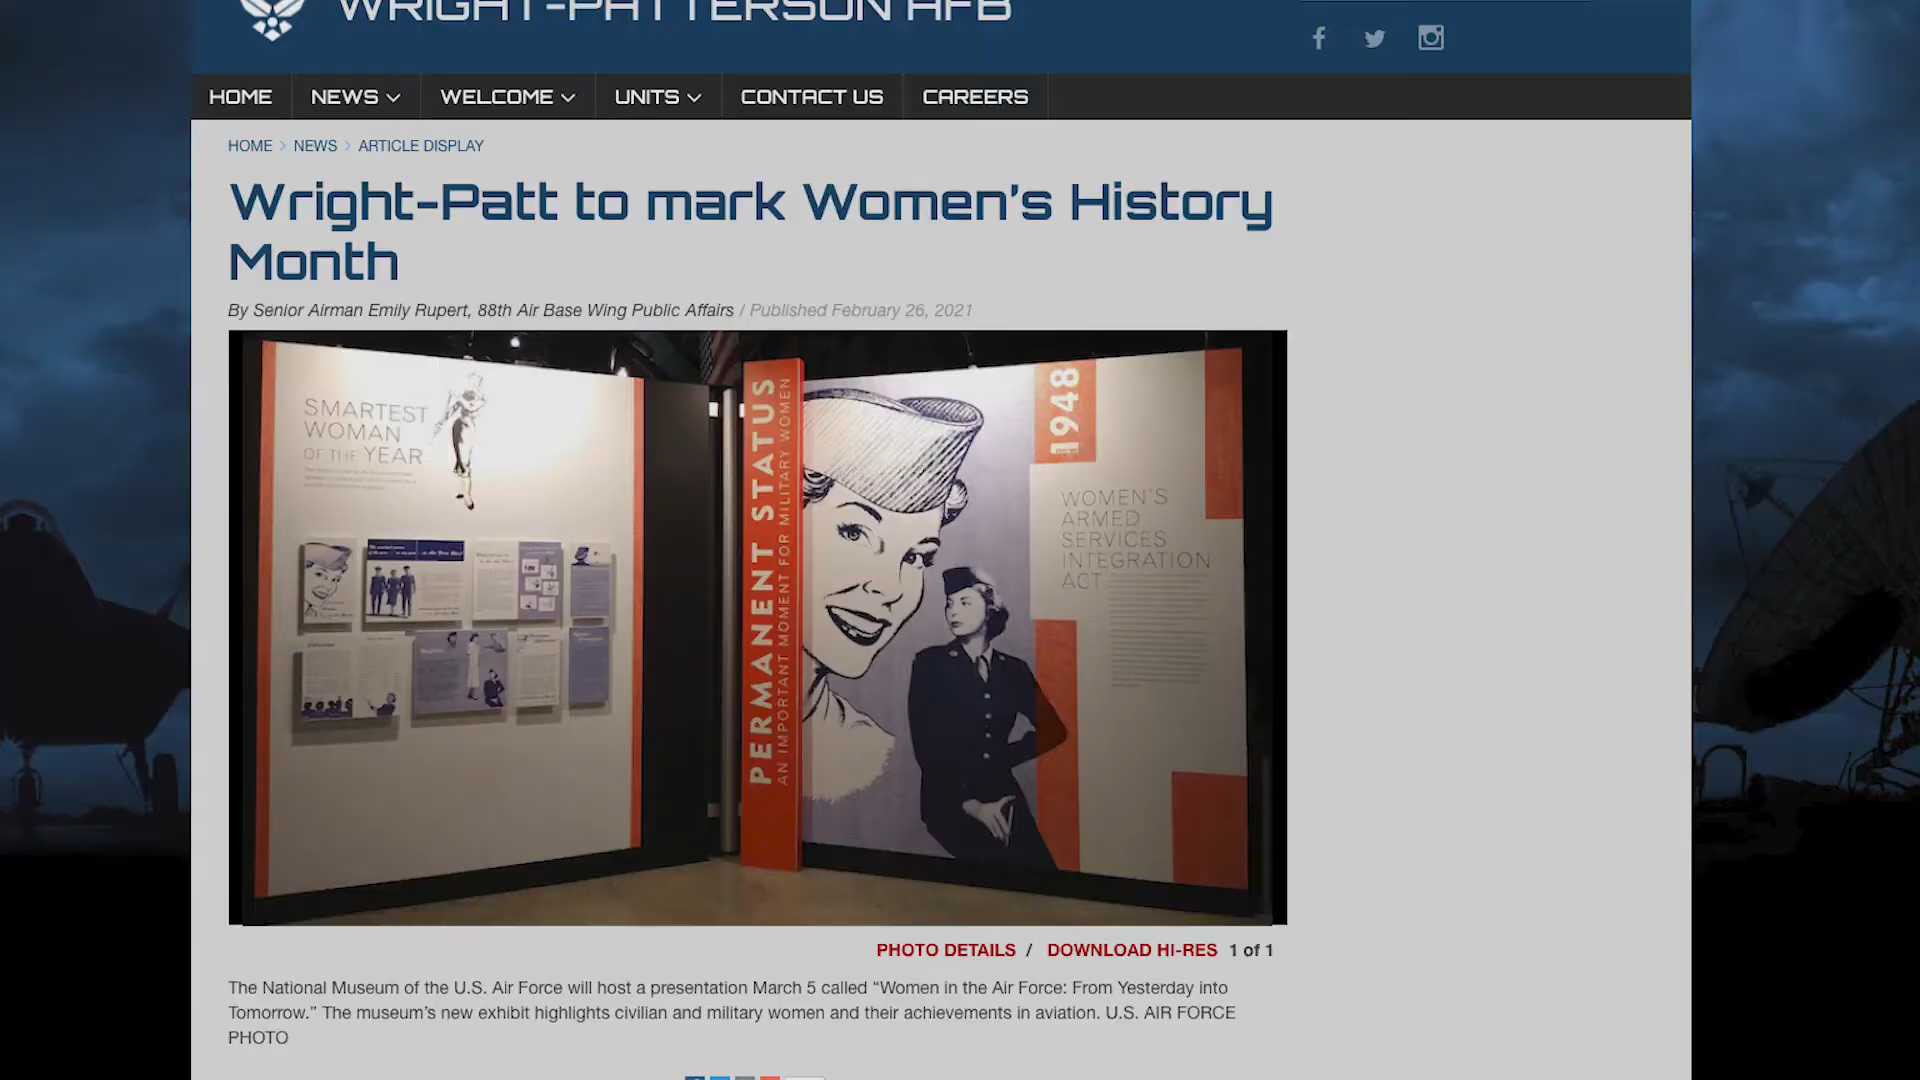 WRIGHT-PATTERSON AFB
HOME
NEWS
WELCOME
UNITS
CONTACT US
CAREERS
HOME > NEWS > ARTICLE DISPLAY
Wright-Patt to mark Women's History
Month
By Senior Airman Emily Rupert, 88th Air Base Wing Public Affairs / Published February 26, 2021
SMARTEST
WOMAN
OF THE YEAR
PERMANENT STATUS
AN IMPORTANT MOMENT FOR MILITARY WOMEN
1948
WOMEN'S
ARMED
SERVICES
INTEGRATION
ACT
PHOTO DETAILS / DOWNLOAD HI-RES 1 of 1
The National Museum of the U.S. Air Force will host a presentation March 5 called “Women in the Air Force: From Yesterday into
Tomorrow.” The museum’s new exhibit highlights civilian and military women and their achievements in aviation. U.S. AIR FORCE
PHOTO